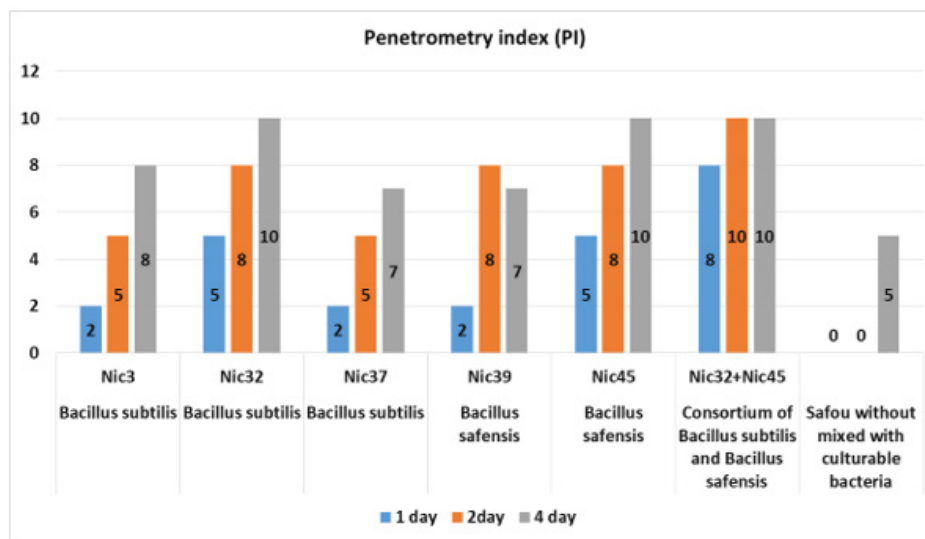 Penetrometry index (PI)
12
10
8
6
4
2
0
2
5
8
5
8
10
2
5
7
2
8
7
5
8
10
8
10
10
0
0
5
Nic3
Nic32
Nic37
Nic39
Nic45
Nic32+Nic45
Bacillus subtilis
Bacillus subtilis
Bacillus subtilis
Bacillus
safensis
Bacillus
safensis
Consortium of
Bacillus subtilis
and Bacillus
safensis
Safou without
mixed with
culturable
bacteria
1 day
2day
4 day